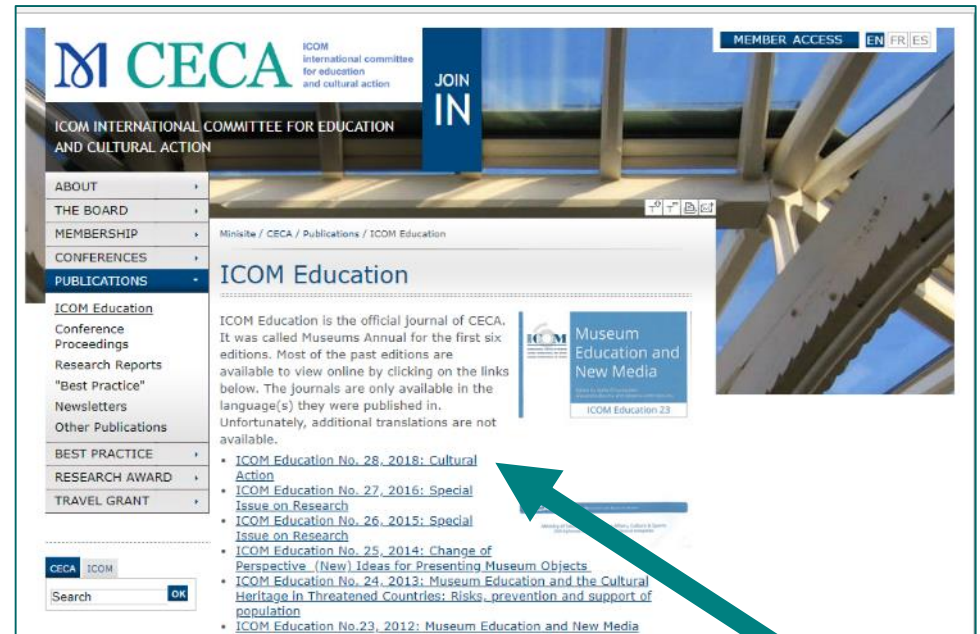 CECA
ICOM
international committee
for education
and cultural action
JOIN
IN
MEMBER ACCESS EN FR ES
ICOM INTERNATIONAL COMMITTEE FOR EDUCATION
AND CULTURAL ACTION
ABOUT
THE BOARD
MEMBERSHIP
CONFERENCES
PUBLICATIONS
ICOM Education
Conference
Proceedings
Research Reports
"Best Practice"
Newsletters
Other Publications
BEST PRACTICE
RESEARCH AWARD
TRAVEL GRANT
CECA ICOM
Search OK
Minisite / CECA / Publications / ICOM Education
ICOM Education
ICOM Education is the official journal of CECA.
It was called Museums Annual for the first six
editions. Most of the past editions are
available to view online by clicking on the links
below. The journals are only available in the
language(s) they were published in.
Unfortunately, additional translations are not
available.
ICOM
Museum
Education and
New Media
ICOM Education 23
• ICOM Education No. 28, 2018: Cultural
Action
• ICOM Education No. 27, 2016: Special
Issue on Research
• ICOM Education No. 26, 2015: Special
Issue on Research
• ICOM Education No. 25, 2014: Change of
Perspective (New) Ideas for Presenting Museum Objects
• ICOM Education No. 24, 2013: Museum Education and the Cultural
Heritage in Threatened Countries: Risks, prevention and support of
population
• ICOM Education No.23, 2012: Museum Education and New Media